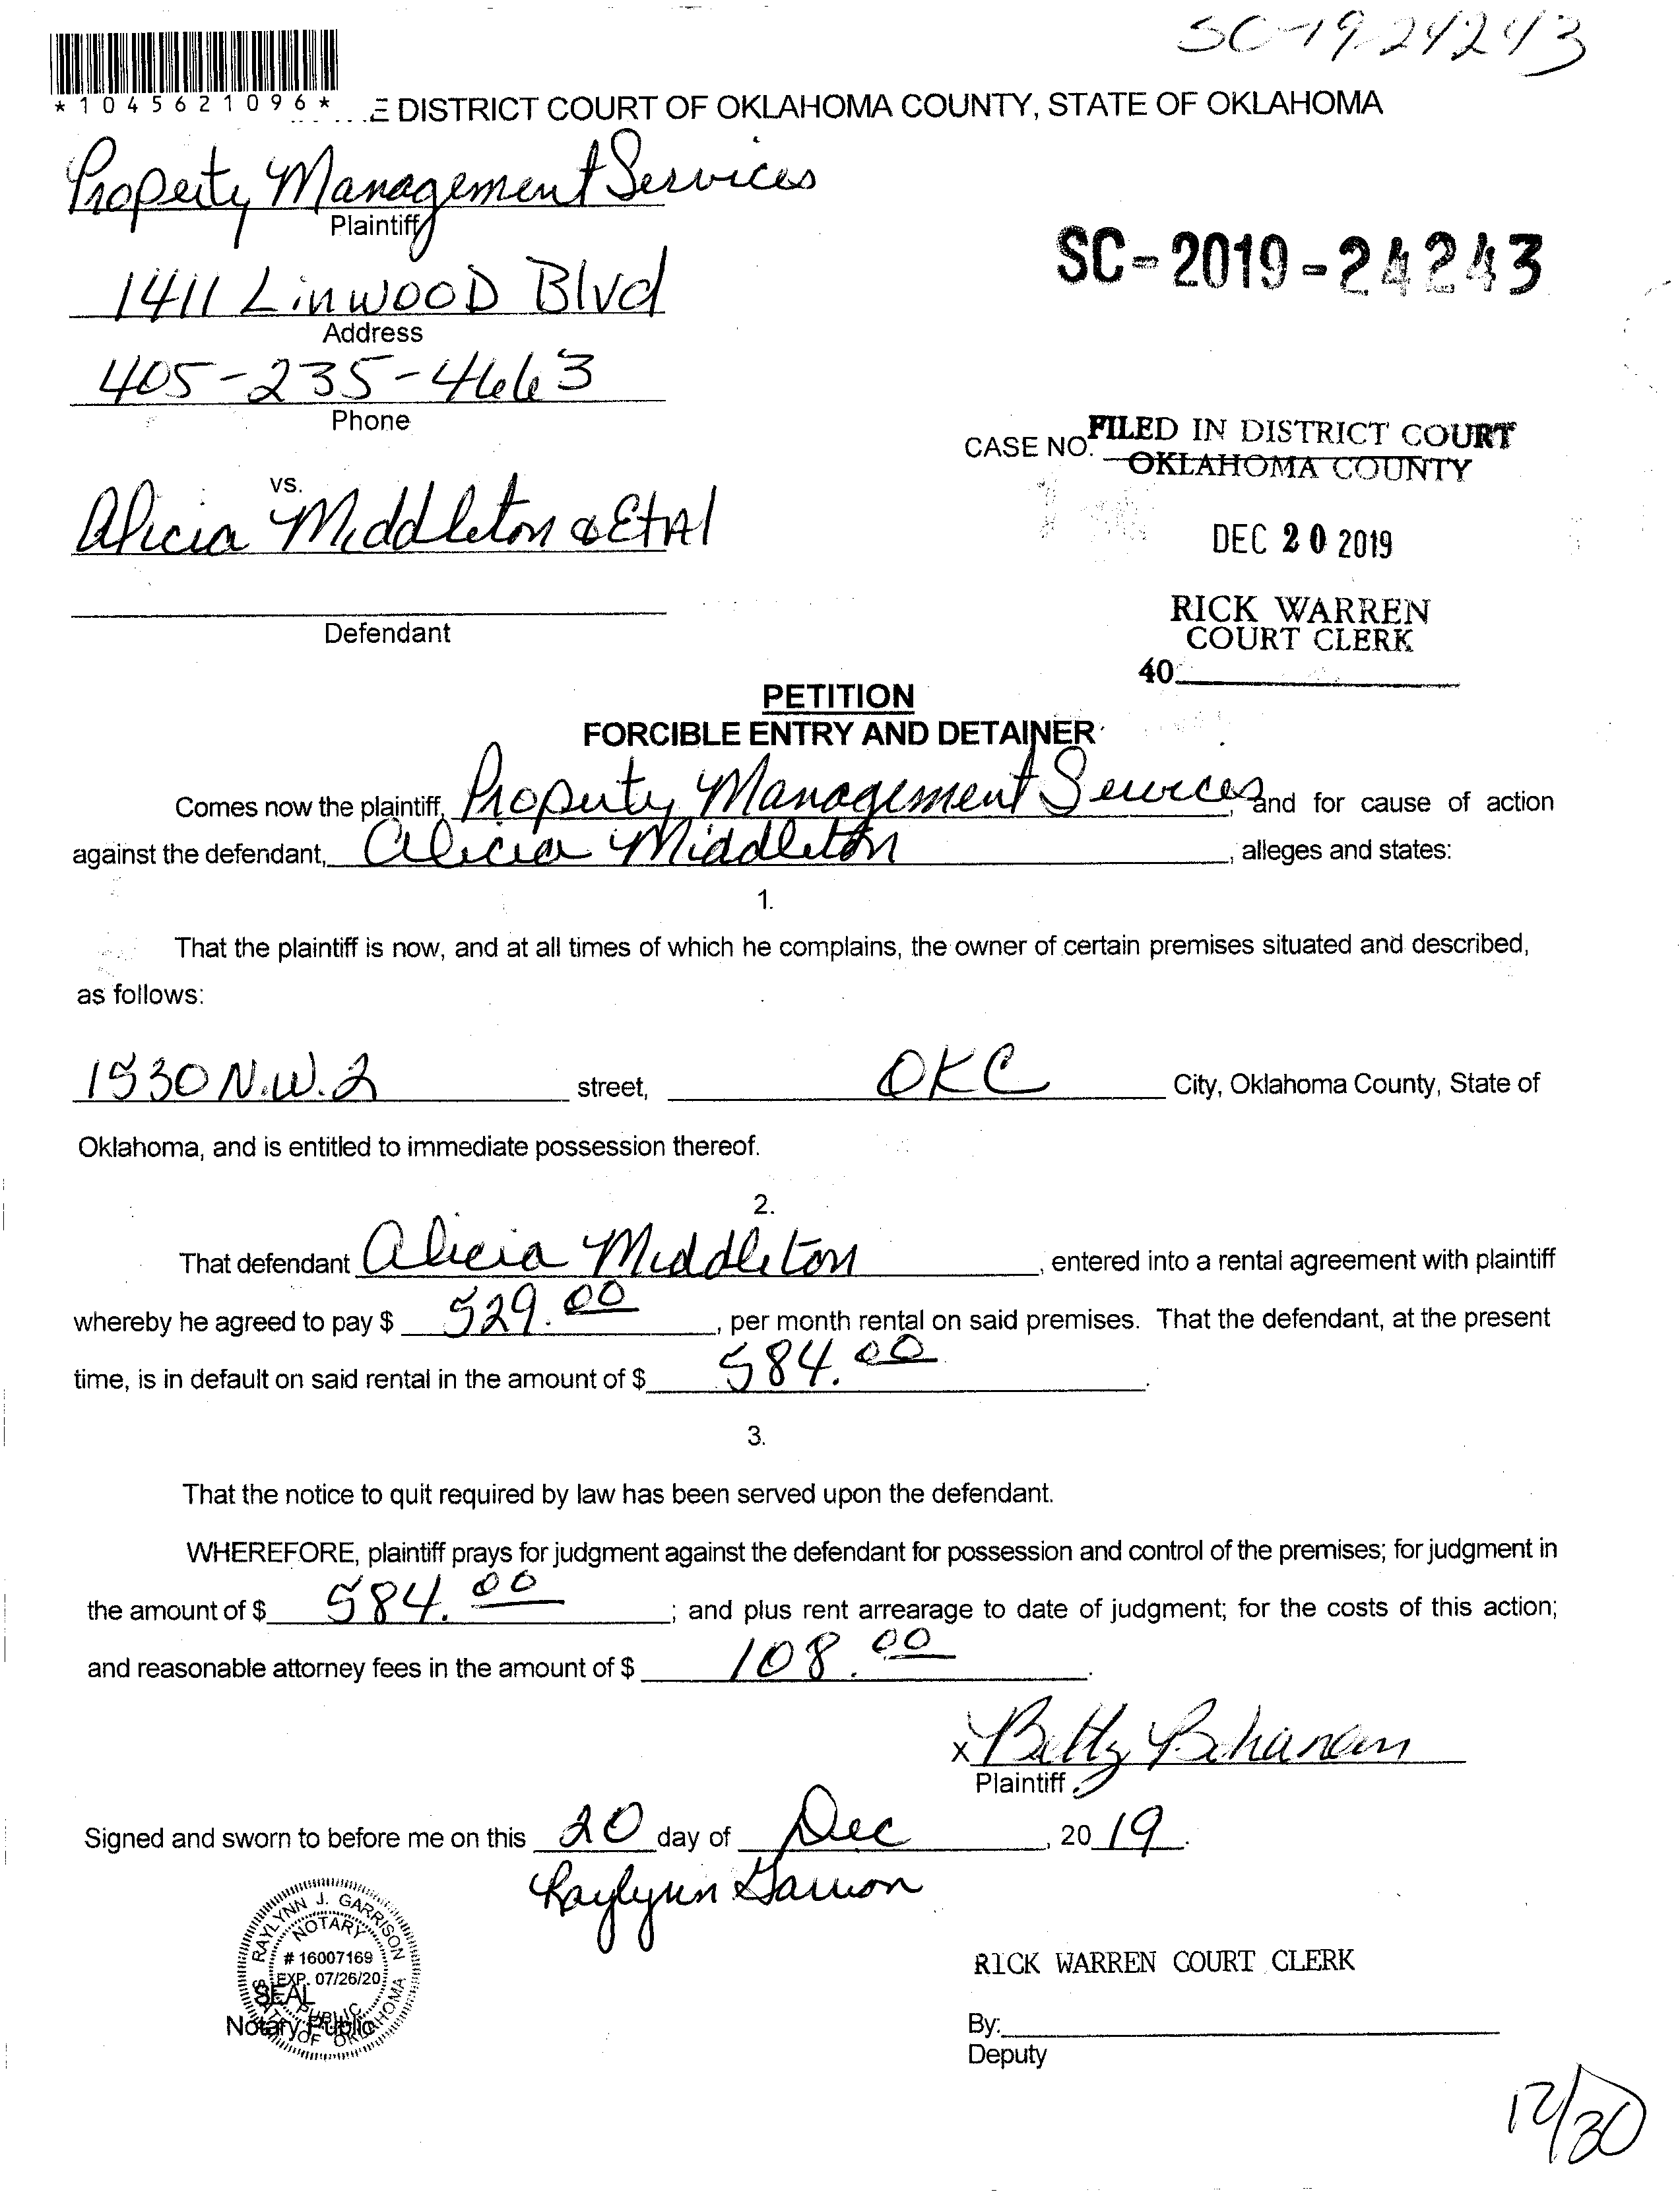 SC-19-24243
*1045621096*
E DISTRICT COURT OF OKLAHOMA COUNTY, STATE OF OKLAHOMA
Property Management Services
Plaintiff
1411 LinwooD Blvd
Address
SC-2019-24243
405-235-4663
Phone
CASE NO.
FILED IN DISTRICT COURT
OKLAHOMA COUNTY
vs.
Alicia Middleton & EtAl
DEC 20 2019
Defendant
RICK WARREN
COURT CLERK
40
PETITION
FORCIBLE ENTRY AND DETAINER
Comes now the plaintiff, Property Management Services, and for cause of action
against the defendant, Alicia Middleton, alleges and states:
1.
That the plaintiff is now, and at all times of which he complains, the owner of certain premises situated and described,
as follows:
1530 N.W. 2 street, OKC City, Oklahoma County, State of
Oklahoma, and is entitled to immediate possession thereof.
2.
That defendant Alicia Middleton, entered into a rental agreement with plaintiff
whereby he agreed to pay $ 529.00, per month rental on said premises. That the defendant, at the present
time, is in default on said rental in the amount of $ 584.00.
3.
That the notice to quit required by law has been served upon the defendant.
WHEREFORE, plaintiff prays for judgment against the defendant for possession and control of the premises; for judgment in
the amount of $ 584.00; and plus rent arrearage to date of judgment; for the costs of this action;
and reasonable attorney fees in the amount of $ 108.00.
X Betty Behanan
Plaintiff
Signed and sworn to before me on this 20 day of Dec, 2019.
Raylynn Garrison
RAYLYNN J. GARRISON
NOTARY
# 16007169
EXP. 07/26/20
PUBLIC
STATE OF OKLAHOMA
SEAL
Notary Public
RICK WARREN COURT CLERK
By:
Deputy
12/30